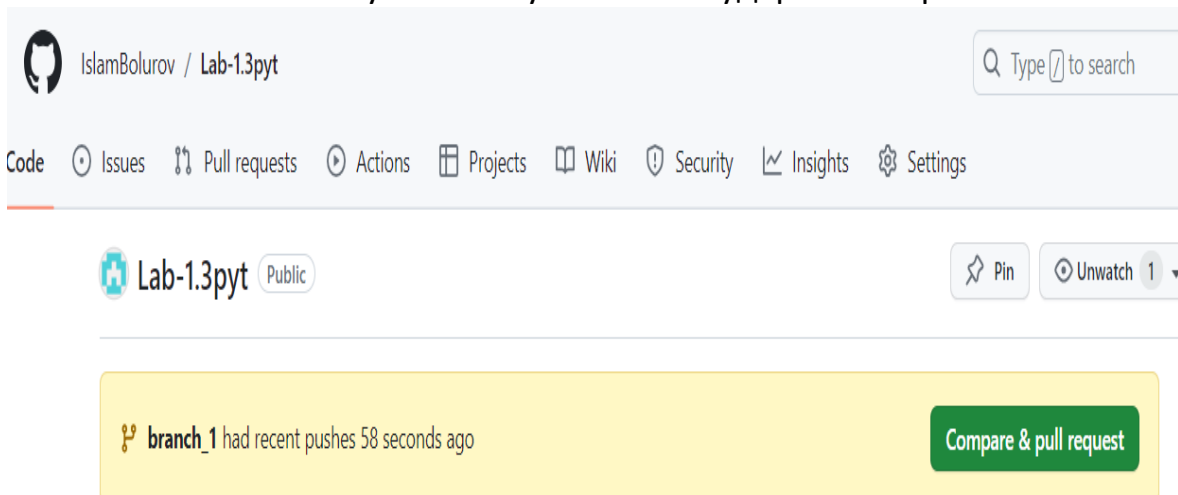 IslamBolurov / Lab-1.3pyt
Type / to search
Code Issues Pull requests Actions Projects Wiki Security Insights Settings
Lab-1.3pyt Public
Pin Unwatch 1
branch_1 had recent pushes 58 seconds ago
Compare & pull request